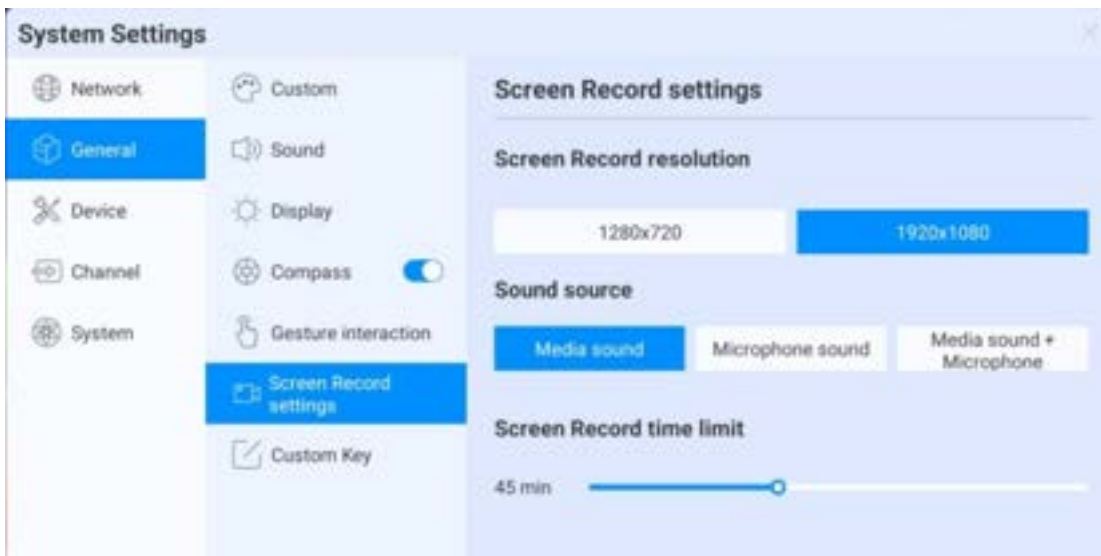 System Settings
Network
General
Device
Channel
System
Custom
Sound
Display
Compass
Gesture interaction
Screen Record
settings
Custom Key
Screen Record settings
Screen Record resolution
1280x720
1920x1080
Sound source
Media sound
Microphone sound
Media sound +
Microphone
Screen Record time limit
45 min